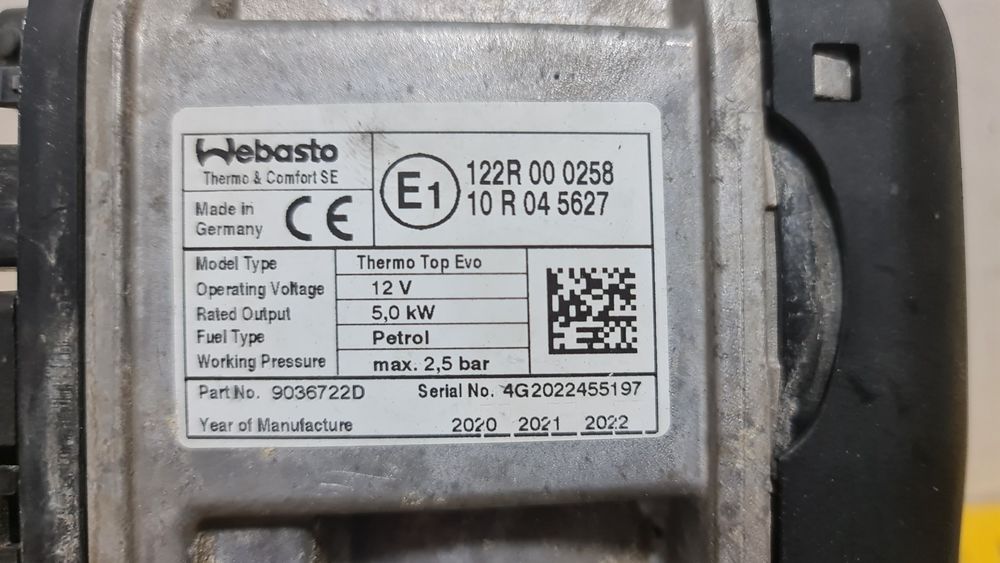 Webasto
Thermo & Comfort SE
Made in
Germany
CE
E1
122R 00 0258
10 R 04 5627
Model Type Thermo Top Evo
Operating Voltage 12 V
Rated Output 5,0 kW
Fuel Type Petrol
Working Pressure max. 2,5 bar
Part No. 9036722D Serial No. 4G2022455197
Year of Manufacture 2020 2021 2022